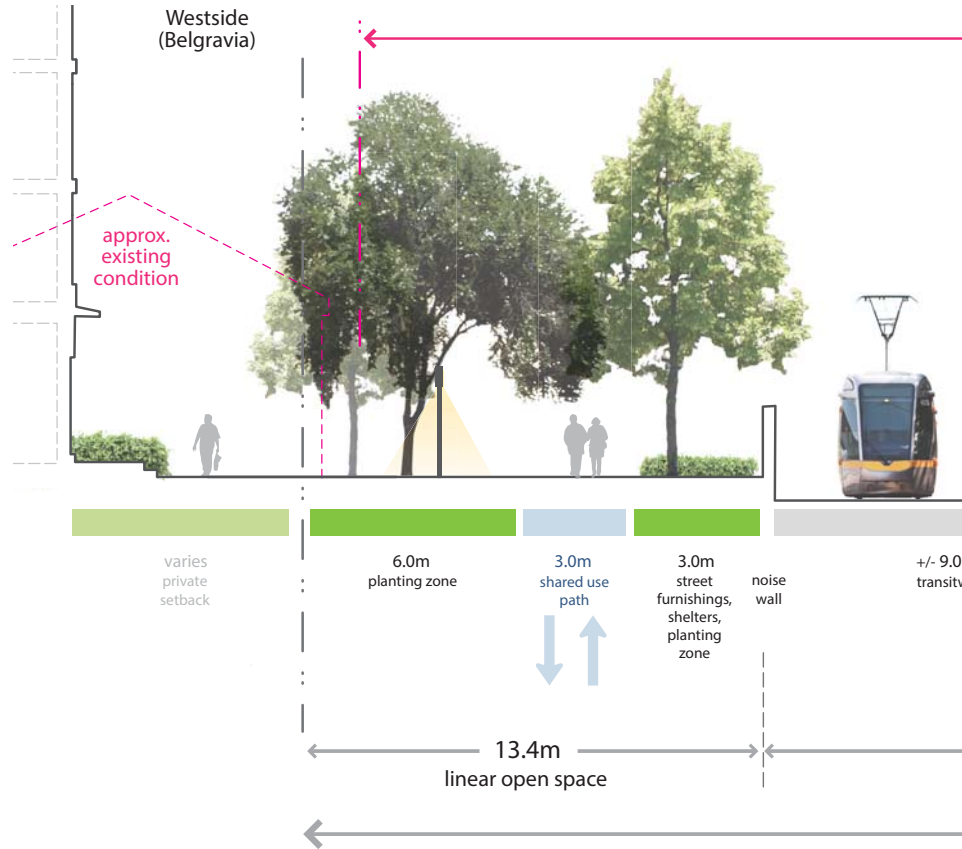 Westside
(Belgravia)
approx.
existing
condition
varies
private
setback
6.0m
planting zone
3.0m
shared use
path
3.0m
street
furnishings,
shelters,
planting
zone
noise
wall
+/- 9.0
transitw
13.4m
linear open space